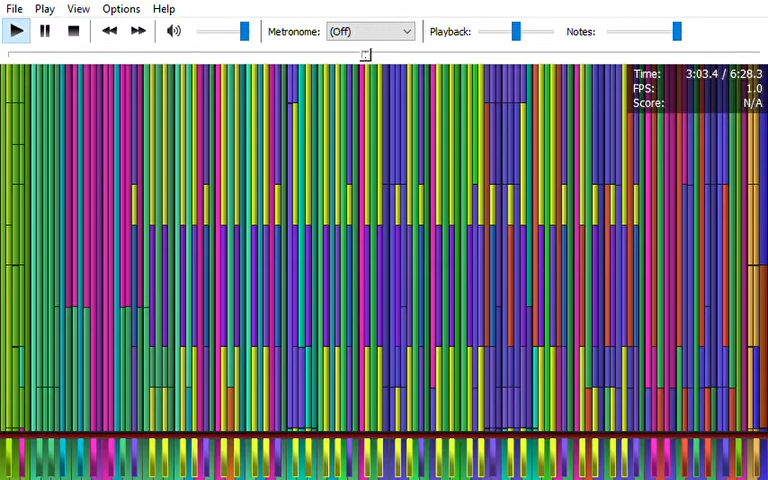 File Play View Options Help
Metronome: (Off) Playback: Notes:
Time: 3:03.4 / 6:28.3
FPS: 1.0
Score: N/A